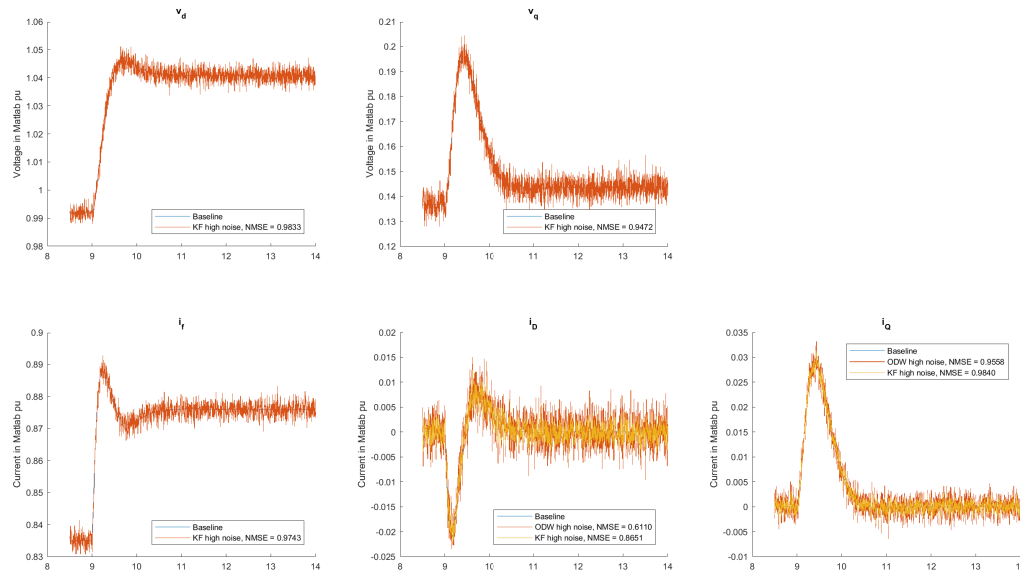 v_d
Voltage in Matlab pu
1.06
1.05
1.04
1.03
1.02
1.01
1
0.99
0.98
8 9 10 11 12 13 14
Baseline
KF high noise, NMSE = 0.9833
v_q
Voltage in Matlab pu
0.21
0.2
0.19
0.18
0.17
0.16
0.15
0.14
0.13
0.12
8 9 10 11 12 13 14
Baseline
KF high noise, NMSE = 0.9472
i_f
Current in Matlab pu
0.9
0.89
0.88
0.87
0.86
0.85
0.84
0.83
8 9 10 11 12 13 14
Baseline
KF high noise, NMSE = 0.9743
i_D
Current in Matlab pu
0.015
0.01
0.005
0
-0.005
-0.01
-0.015
-0.02
-0.025
8 9 10 11 12 13 14
Baseline
ODW high noise, NMSE = 0.6110
KF high noise, NMSE = 0.8651
i_Q
Current in Matlab pu
0.035
0.03
0.025
0.02
0.015
0.01
0.005
0
-0.005
-0.01
8 9 10 11 12 13
Baseline
ODW high noise, NMSE = 0.9558
KF high noise, NMSE = 0.9840